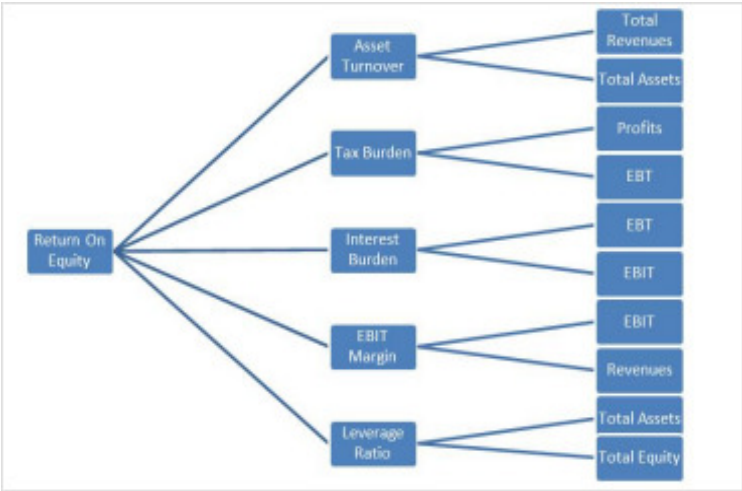 Total
Revenues
Asset
Turnover
Total Assets
Profits
Tax Burden
EBT
EBT
Return On
Equity
Interest
Burden
EBIT
EBIT
EBIT
Margin
Revenues
Total Assets
Leverage
Ratio
Total Equity